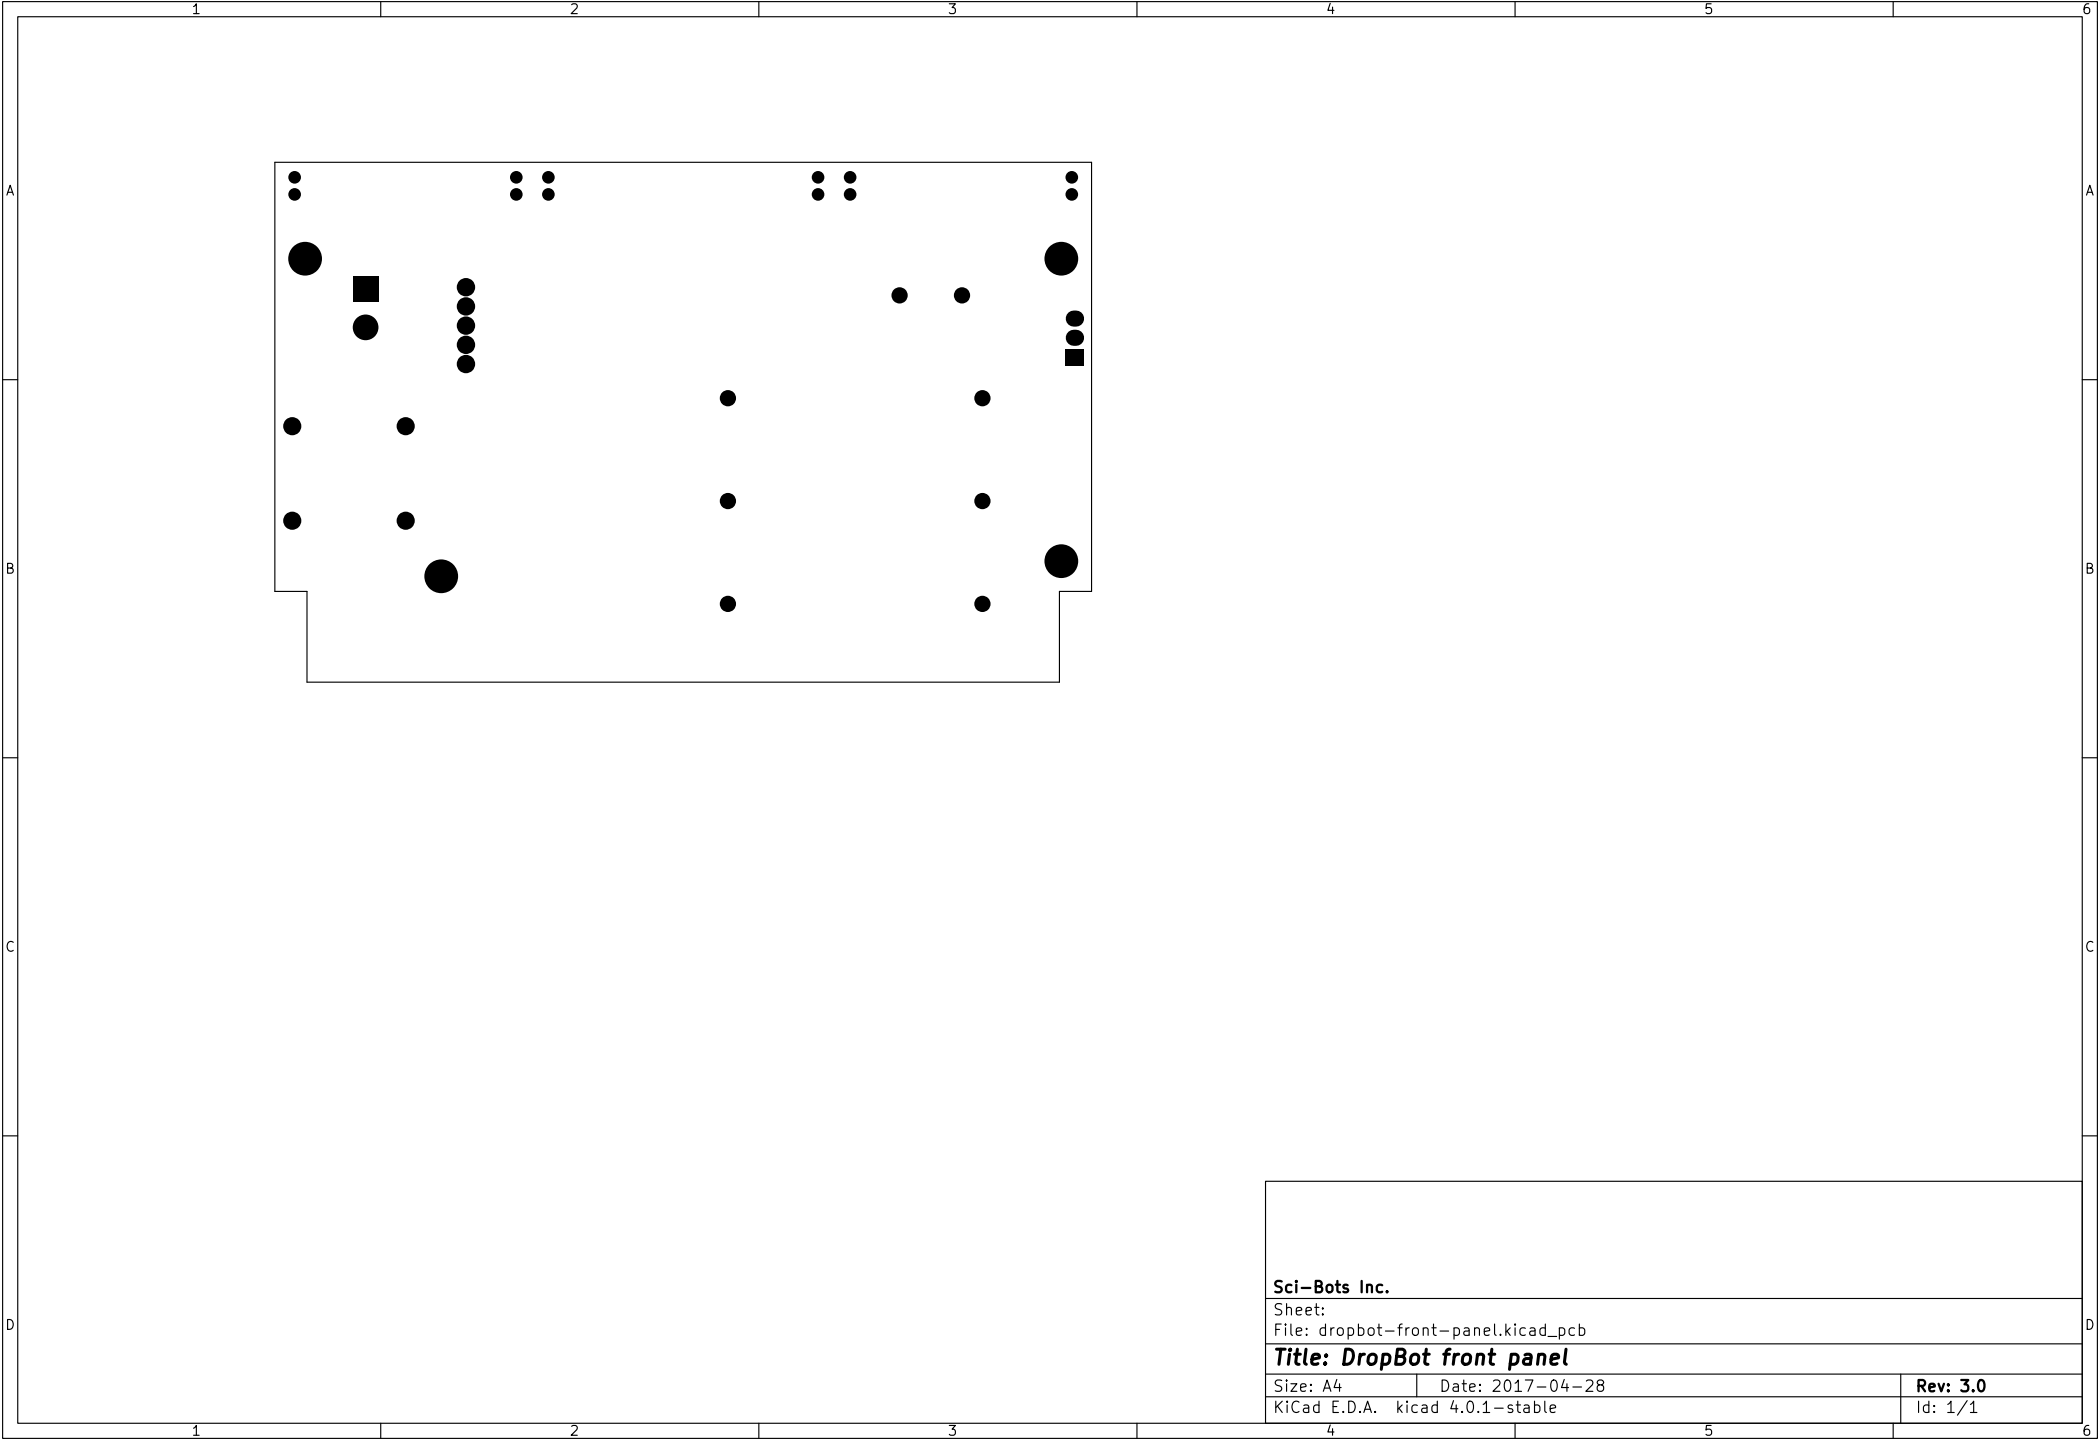 1 2 3 4 5 6
A A
B B
C C
D D
Sci-Bots Inc.
Sheet:
File: dropbot-front-panel.kicad_pcb
Title: DropBot front panel
Size: A4 Date: 2017-04-28 Rev: 3.0
KiCad E.D.A. kicad 4.0.1-stable Id: 1/1
1 2 3 4 5 6